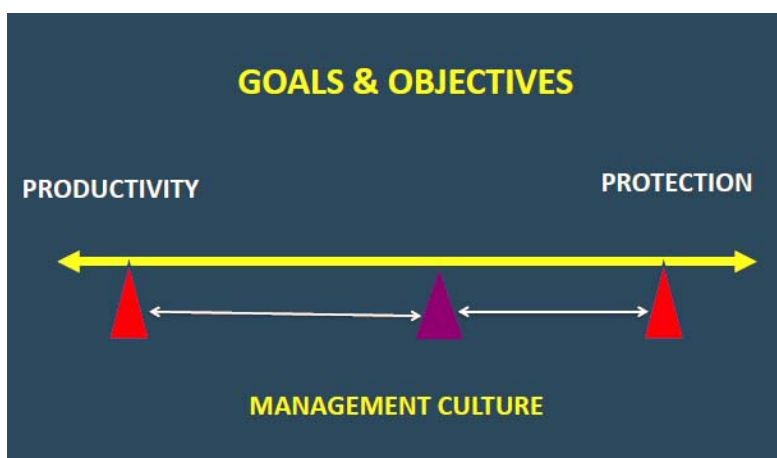 GOALS & OBJECTIVES
PRODUCTIVITY
PROTECTION
MANAGEMENT CULTURE